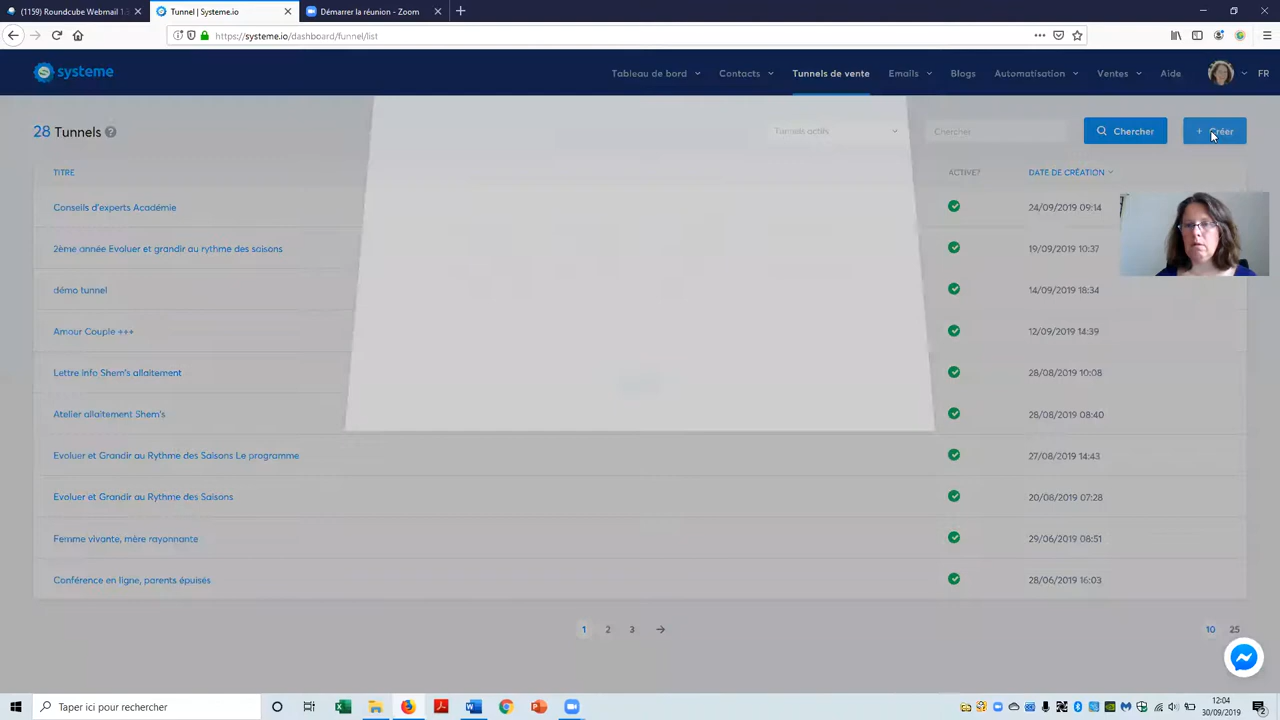 (1159) Roundcube Webmail
Tunnel | Systeme.io
Démarrer la réunion - Zoom
https://systeme.io/dashboard/funnel/list
systeme
Tableau de bord
Contacts
Tunnels de vente
Emails
Blogs
Automatisation
Ventes
Aide
FR
28 Tunnels ?
Tunnels actifs
Chercher
Chercher
+ Créer
TITRE
ACTIVE?
DATE DE CRÉATION
Conseils d'experts Académie
24/09/2019 09:14
2ème année Evoluer et grandir au rythme des saisons
19/09/2019 10:37
démo tunnel
14/09/2019 18:34
Amour Couple +++
12/09/2019 14:39
Lettre info Shem's allaitement
28/08/2019 10:08
Atelier allaitement Shem's
28/08/2019 08:40
Evoluer et Grandir au Rythme des Saisons Le programme
27/08/2019 14:43
Evoluer et Grandir au Rythme des Saisons
20/08/2019 07:28
Femme vivante, mère rayonnante
29/06/2019 08:51
Conférence en ligne, parents épuisés
28/06/2019 16:03
1 2 3
10 25
Taper ici pour rechercher
12:04
30/09/2019